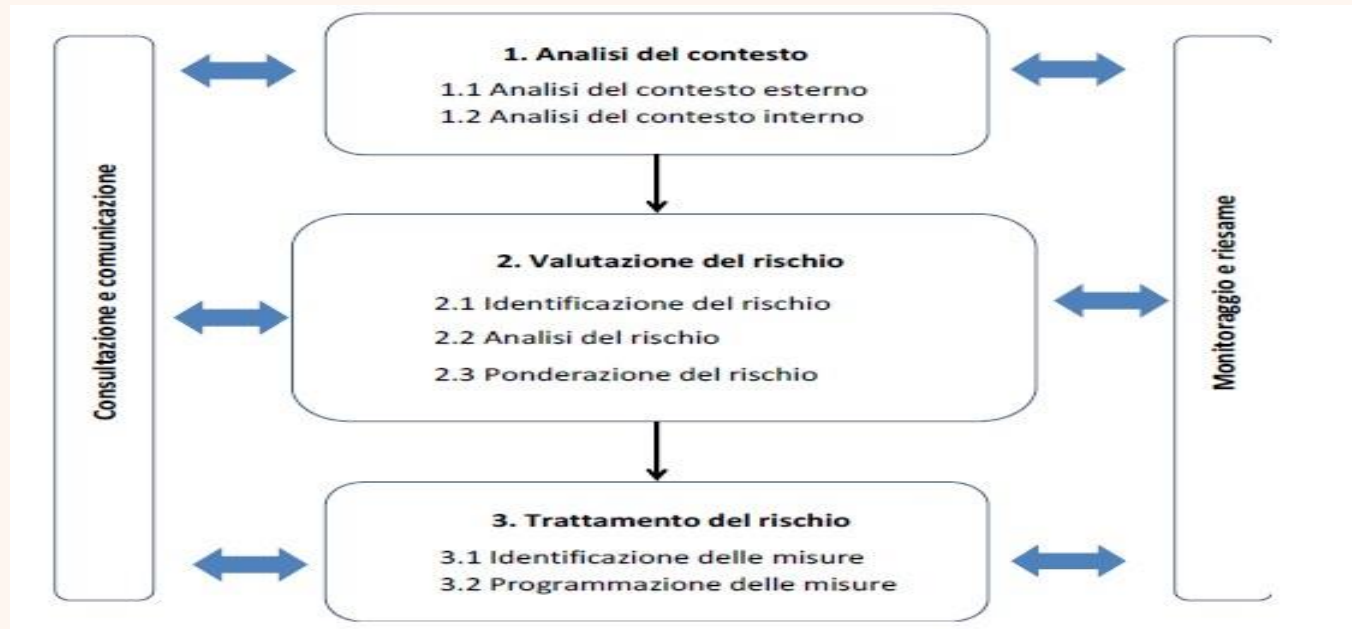 Consultazione e comunicazione
1. Analisi del contesto
1.1 Analisi del contesto esterno
1.2 Analisi del contesto interno
2. Valutazione del rischio
2.1 Identificazione del rischio
2.2 Analisi del rischio
2.3 Ponderazione del rischio
3. Trattamento del rischio
3.1 Identificazione delle misure
3.2 Programmazione delle misure
Monitoraggio e riesame